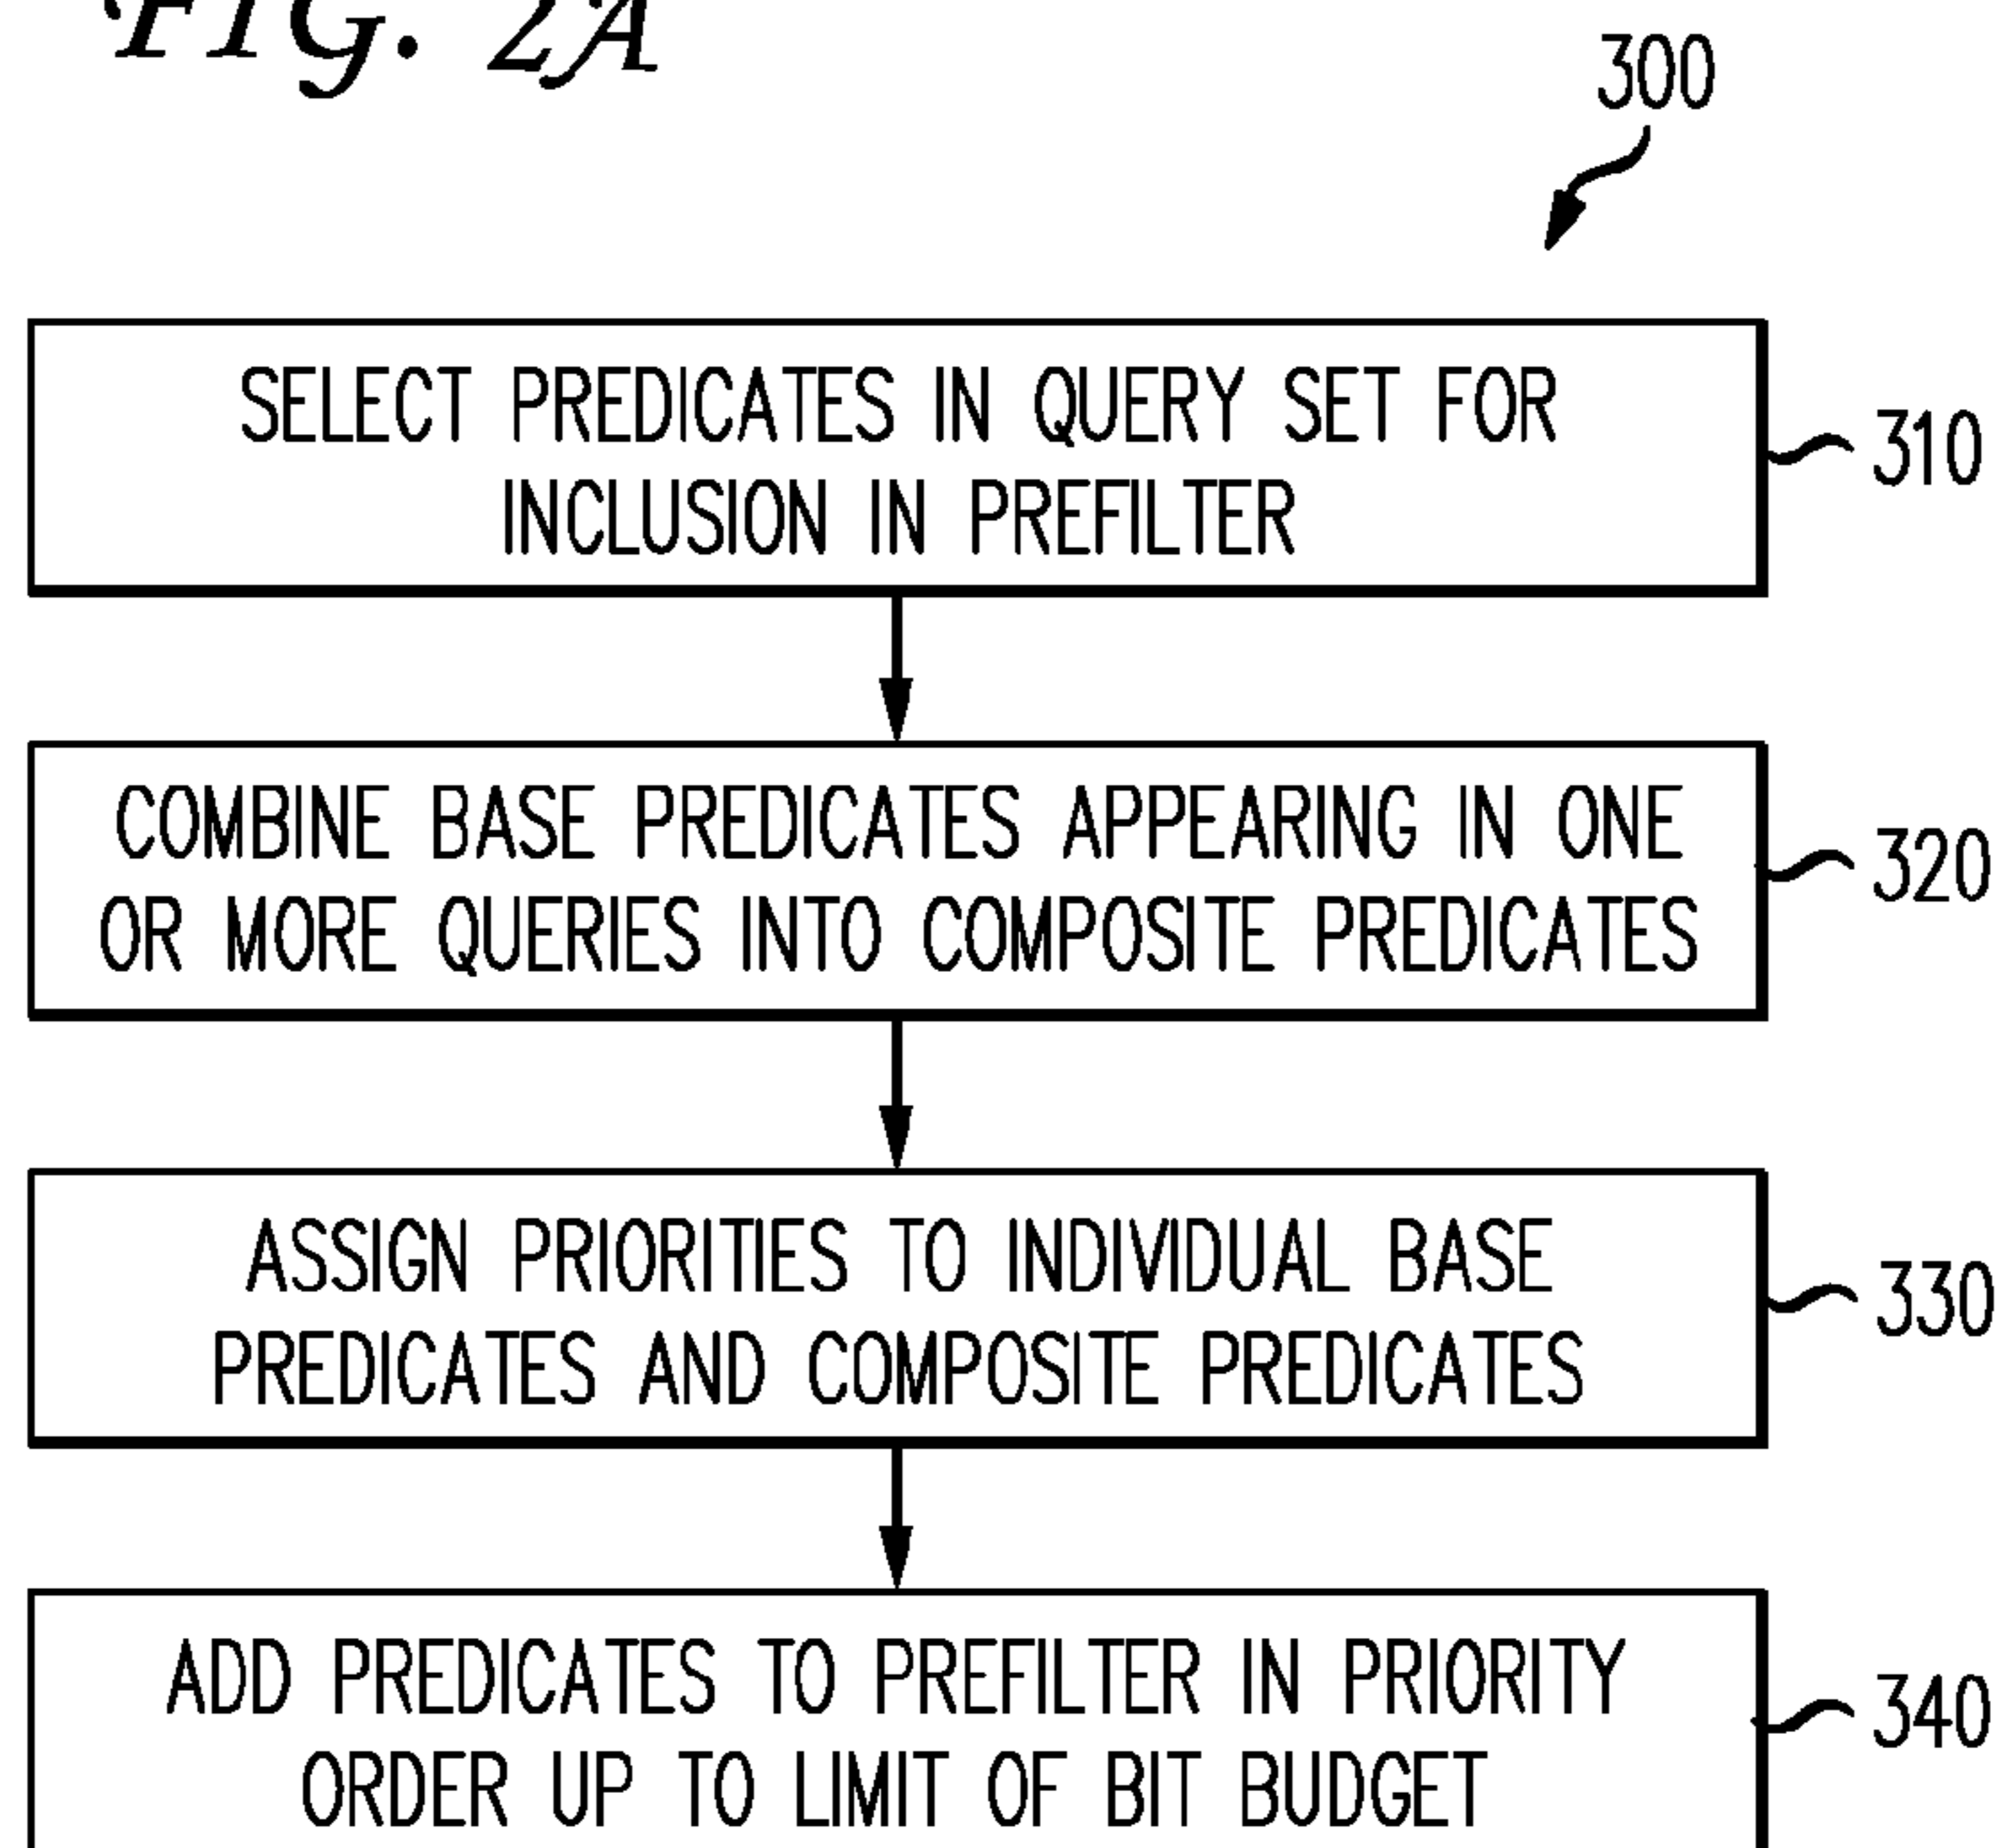 FIG. 2A
300
SELECT PREDICATES IN QUERY SET FOR
INCLUSION IN PREFILTER
310
COMBINE BASE PREDICATES APPEARING IN ONE
OR MORE QUERIES INTO COMPOSITE PREDICATES
320
ASSIGN PRIORITIES TO INDIVIDUAL BASE
PREDICATES AND COMPOSITE PREDICATES
330
ADD PREDICATES TO PREFILTER IN PRIORITY
ORDER UP TO LIMIT OF BIT BUDGET
340